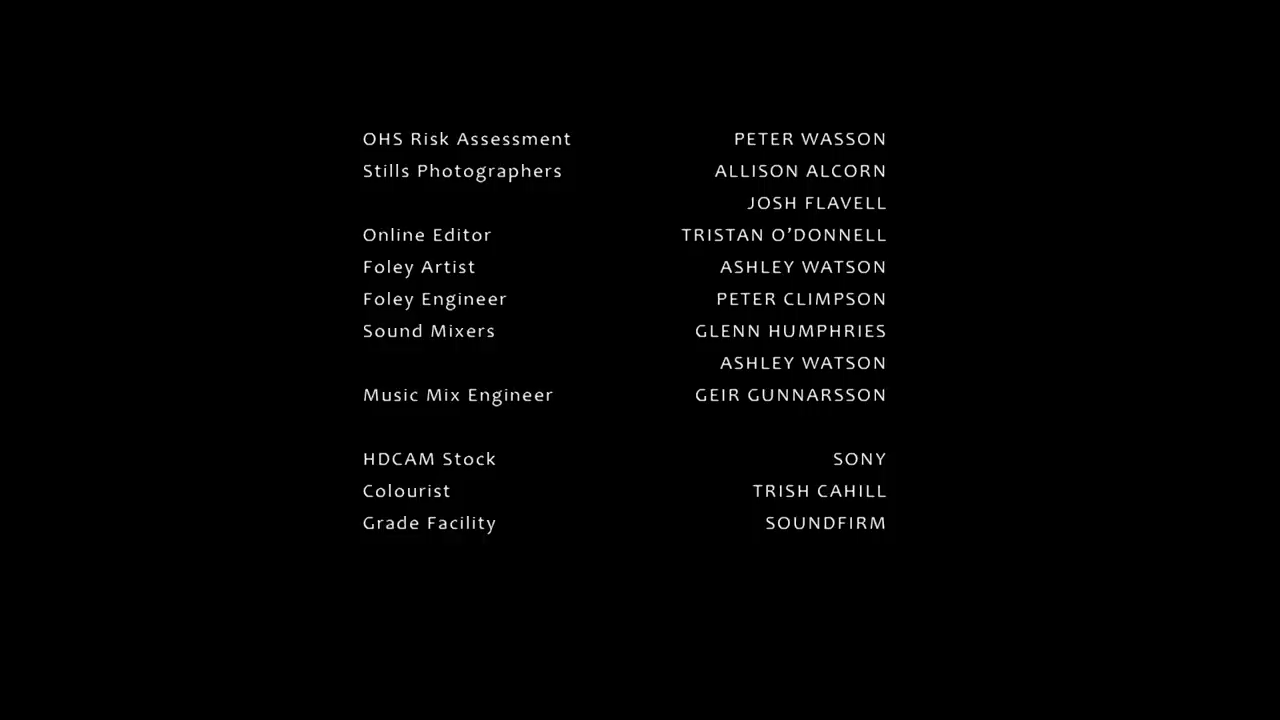 OHS Risk Assessment PETER WASSON
Stills Photographers ALLISON ALCORN
JOSH FLAVELL
Online Editor TRISTAN O’DONNELL
Foley Artist ASHLEY WATSON
Foley Engineer PETER CLIMPSON
Sound Mixers GLENN HUMPHRIES
ASHLEY WATSON
Music Mix Engineer GEIR GUNNARSSON
HDCAM Stock SONY
Colourist TRISH CAHILL
Grade Facility SOUNDFIRM